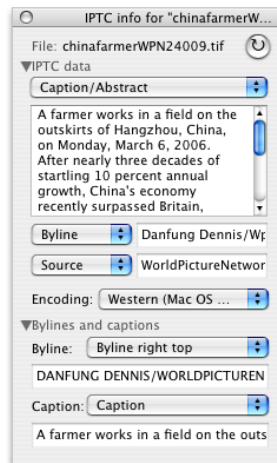 IPTC info for "chinafarmerW...
File: chinafarmerWPN24009.tif
IPTC data
Caption/Abstract
A farmer works in a field on the
outskirts of Hangzhou, China,
on Monday, March 6, 2006.
After nearly three decades of
startling 10 percent annual
growth, China's economy
recently surpassed Britain,
Byline Danfung Dennis/Wp
Source WorldPictureNetwor
Encoding: Western (Mac OS ...
Bylines and captions
Byline: Byline right top
DANFUNG DENNIS/WORLDPICTUREN
Caption: Caption
A farmer works in a field on the outs